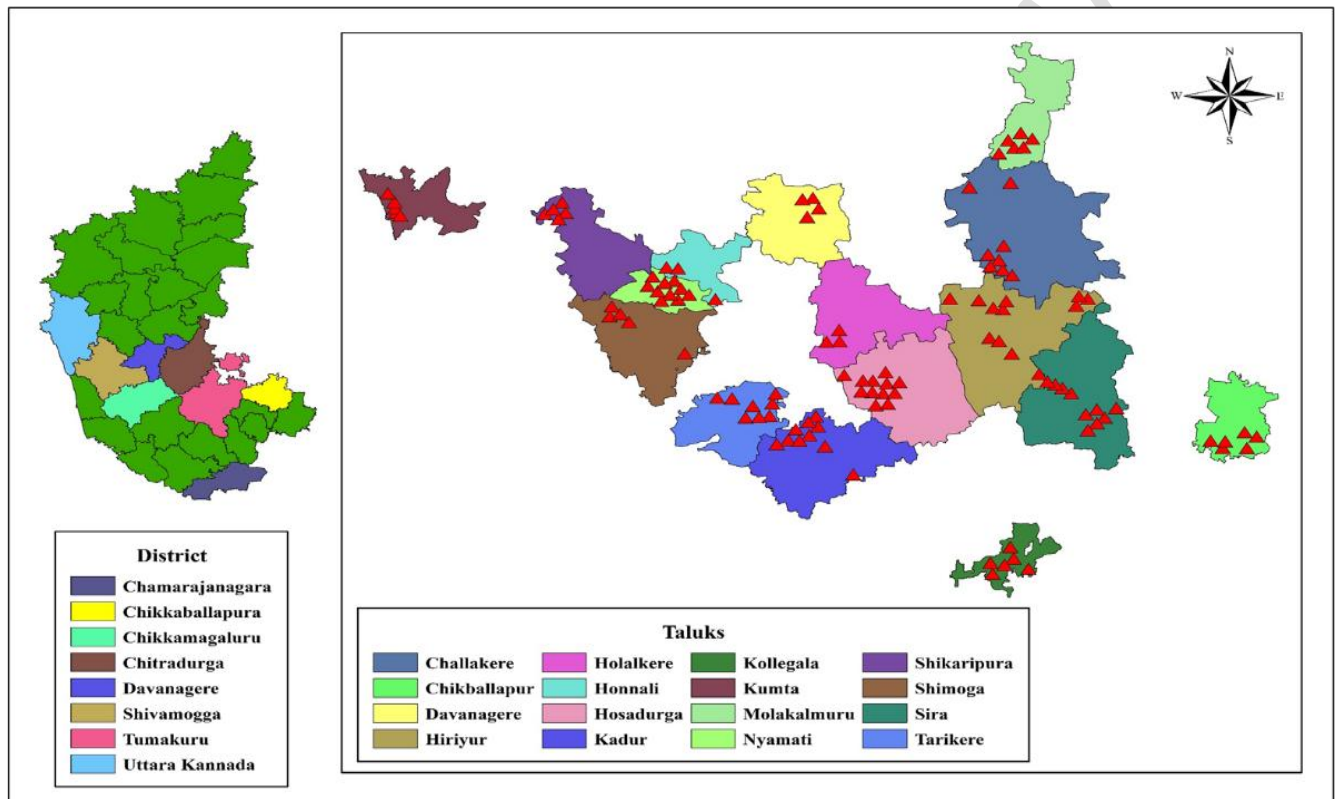 N
W E
S
District
Chamarajanagara
Chikkaballapura
Chikkamagaluru
Chitradurga
Davanagere
Shivamogga
Tumakuru
Uttara Kannada
Taluks
Challakere Holalkere Kollegala Shikaripura
Chikballapur Honnali Kumta Shimoga
Davanagere Hosadurga Molakalmuru Sira
Hiriyur Kadur Nyamati Tarikere